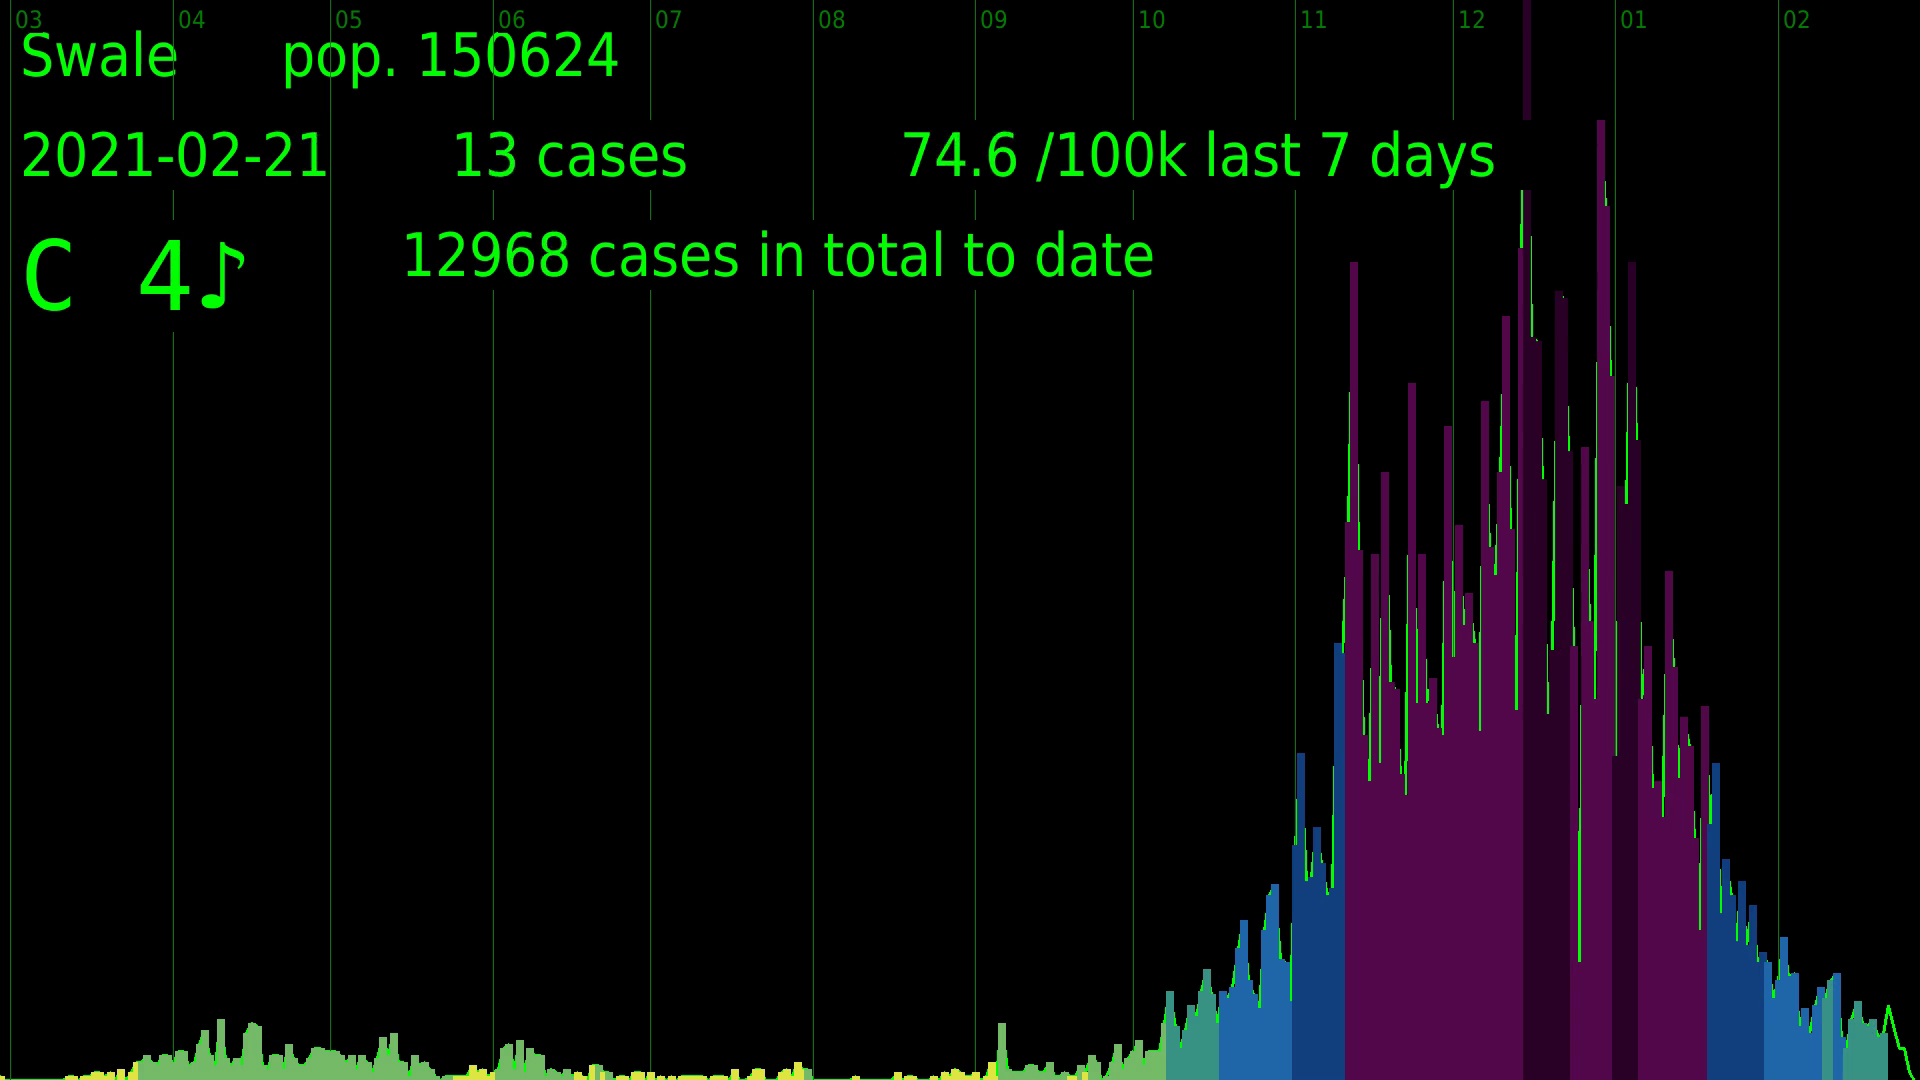 03 04 05 06 07 08 09 10 11 12 01 02
Swale pop. 150624
2021-02-21 13 cases 74.6 /100k last 7 days
C 4♪ 12968 cases in total to date